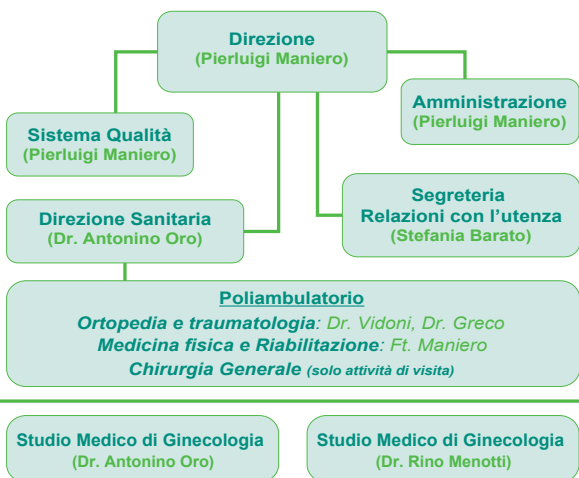 Direzione
(Pierluigi Maniero)
Amministrazione
(Pierluigi Maniero)
Sistema Qualità
(Pierluigi Maniero)
Segreteria
Relazioni con l'utenza
(Stefania Barato)
Direzione Sanitaria
(Dr. Antonino Oro)
Poliambulatorio
Ortopedia e traumatologia: Dr. Vidoni, Dr. Greco
Medicina fisica e Riabilitazione: Ft. Maniero
Chirurgia Generale (solo attività di visita)
Studio Medico di Ginecologia
(Dr. Antonino Oro)
Studio Medico di Ginecologia
(Dr. Rino Menotti)